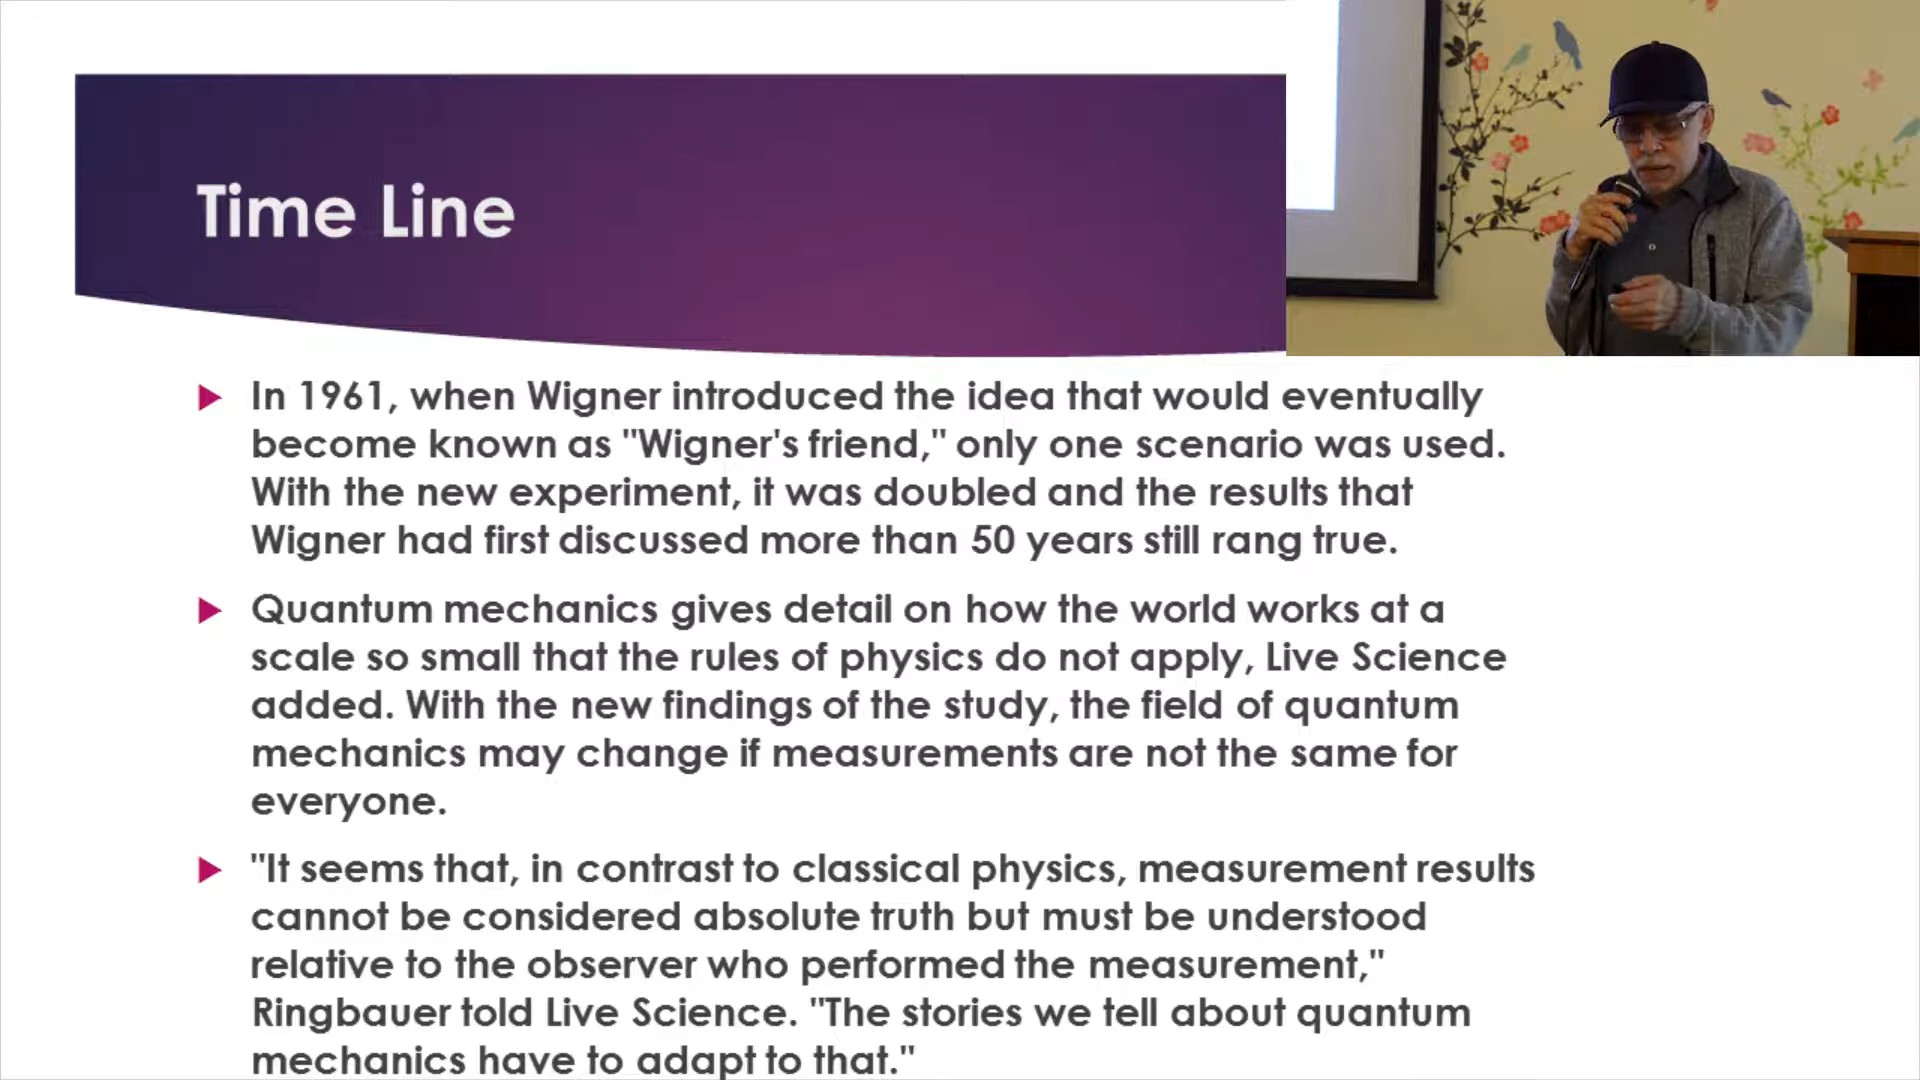 Time Line
In 1961, when Wigner introduced the idea that would eventually
become known as "Wigner's friend," only one scenario was used.
With the new experiment, it was doubled and the results that
Wigner had first discussed more than 50 years still rang true.
Quantum mechanics gives detail on how the world works at a
scale so small that the rules of physics do not apply, Live Science
added. With the new findings of the study, the field of quantum
mechanics may change if measurements are not the same for
everyone.
"It seems that, in contrast to classical physics, measurement results
cannot be considered absolute truth but must be understood
relative to the observer who performed the measurement,"
Ringbauer told Live Science. "The stories we tell about quantum
mechanics have to adapt to that."